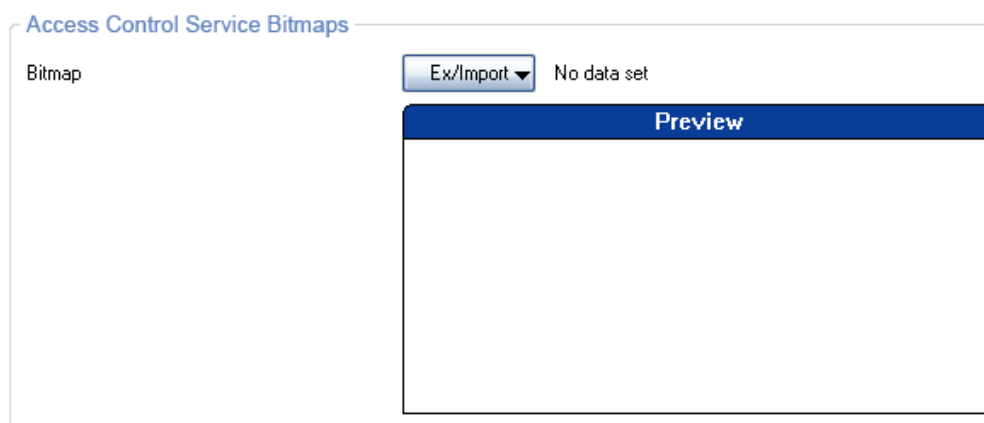 Access Control Service Bitmaps
Bitmap Ex/Import No data set
Preview